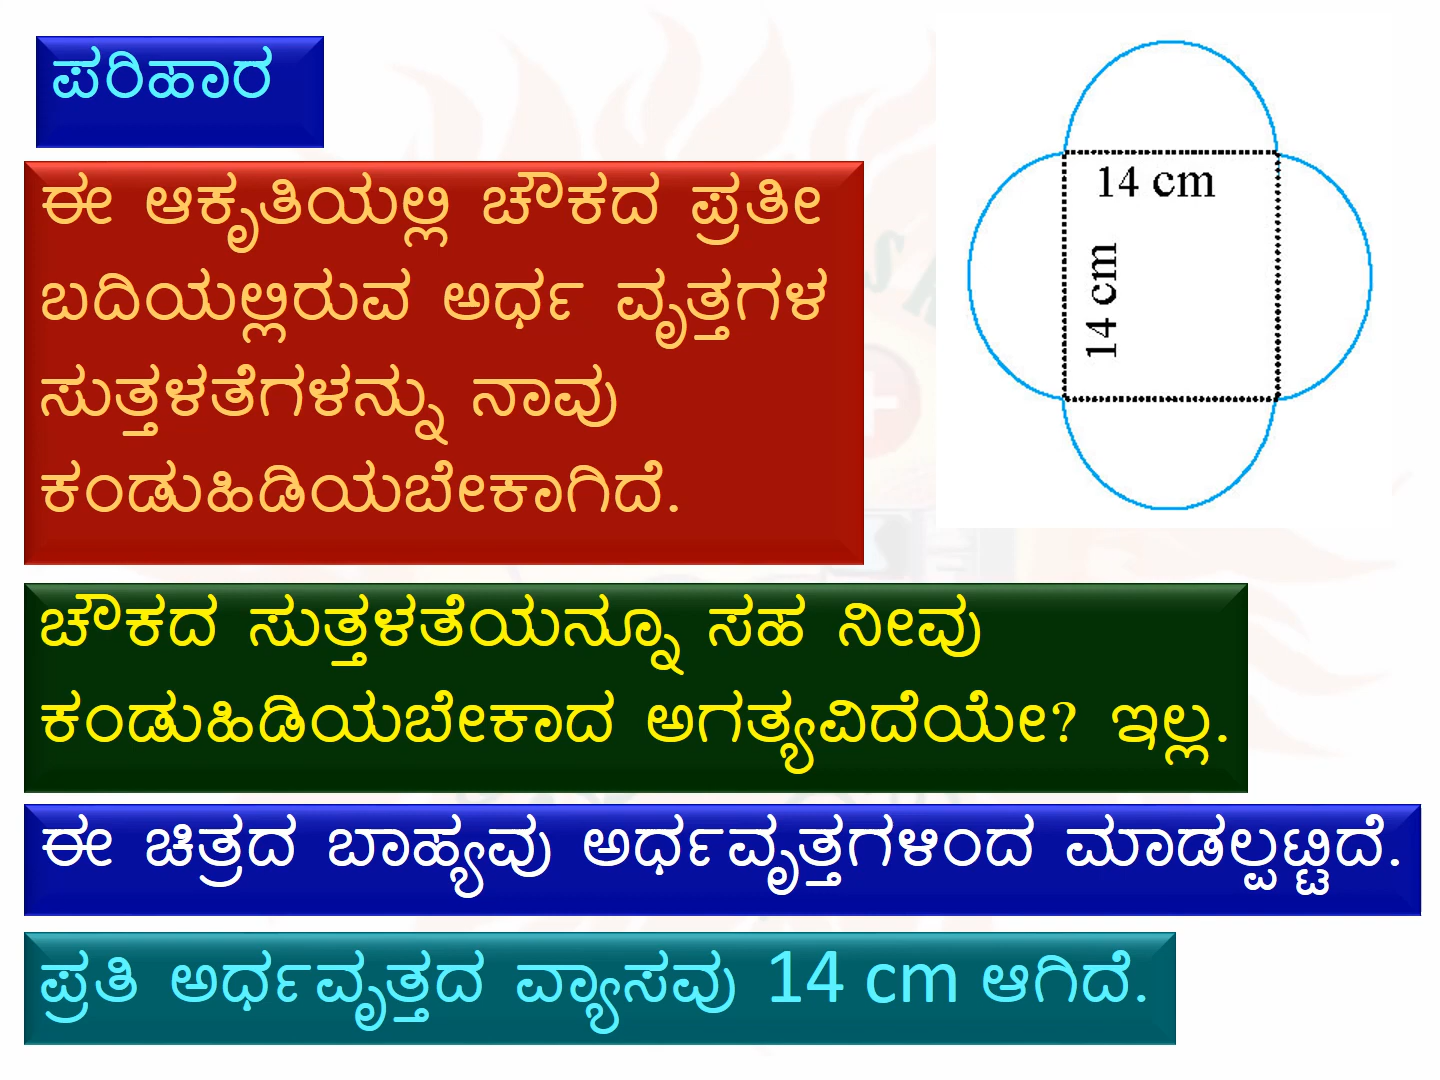 ಪರಿಹಾರ
ಈ ಆಕೃತಿಯಲ್ಲಿ ಚೌಕದ ಪ್ರತೀ
ಬದಿಯಲ್ಲಿರುವ ಅರ್ಧ ವೃತ್ತಗಳ
ಸುತ್ತಳತೆಗಳನ್ನು ನಾವು
ಕಂಡುಹಿಡಿಯಬೇಕಾಗಿದೆ.
14 cm
14 cm
ಚೌಕದ ಸುತ್ತಳತೆಯನ್ನೂ ಸಹ ನೀವು
ಕಂಡುಹಿಡಿಯಬೇಕಾದ ಅಗತ್ಯವಿದೆಯೇ? ಇಲ್ಲ.
ಈ ಚಿತ್ರದ ಬಾಹ್ಯವು ಅರ್ಧವೃತ್ತಗಳಿಂದ ಮಾಡಲ್ಪಟ್ಟಿದೆ.
ಪ್ರತಿ ಅರ್ಧವೃತ್ತದ ವ್ಯಾಸವು 14 cm ಆಗಿದೆ.